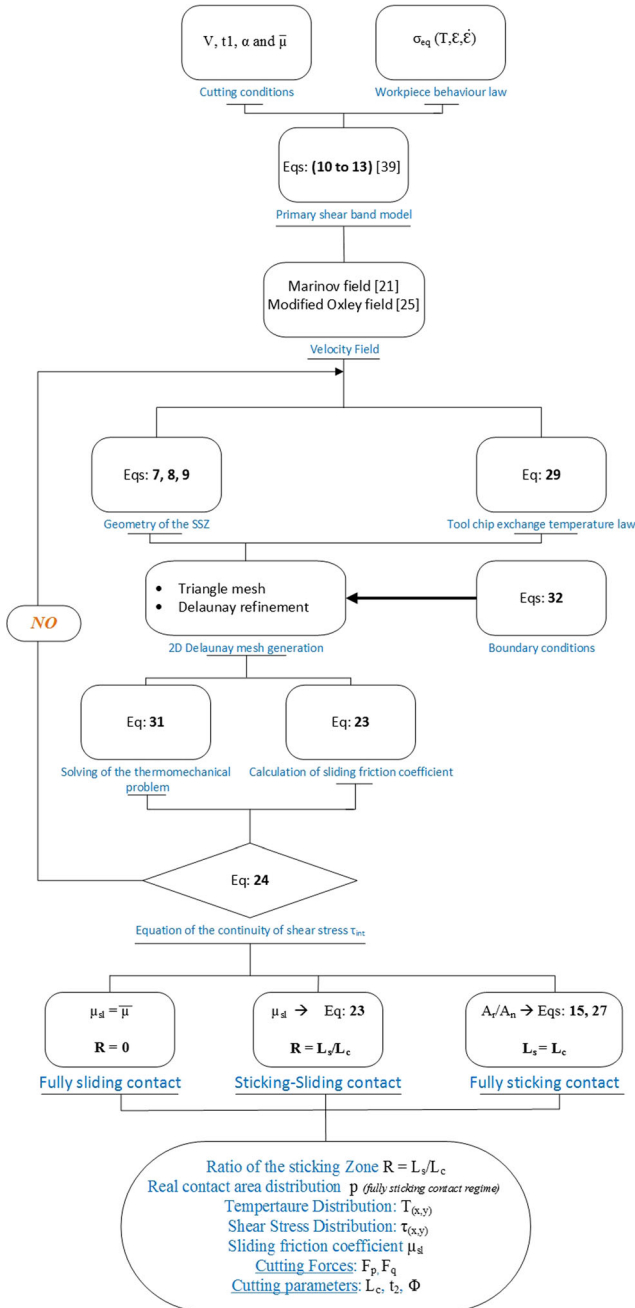 V, t1, α and μ̅
σeq (T,Ɛ,Ɛ̇)
Cutting conditions
Workpiece behaviour law
Eqs: (10 to 13) [39]
Primary shear band model
Marinov field [21]
Modified Oxley field [25]
Velocity Field
Eqs: 7, 8, 9
Eq: 29
Geometry of the SSZ
Tool chip exchange temperature law
• Triangle mesh
• Delaunay refinement
Eqs: 32
NO
2D Delaunay mesh generation
Boundary conditions
Eq: 31
Eq: 23
Solving of the thermomechanical
problem
Calculation of sliding friction coefficient
Eq: 24
Equation of the continuity of shear stress τint
μsl = μ̅
R = 0
μsl → Eq: 23
R = Ls/Lc
Ar/An → Eqs: 15, 27
Ls = Lc
Fully sliding contact
Sticking-Sliding contact
Fully sticking contact
Ratio of the sticking Zone R = Ls/Lc
Real contact area distribution p (fully sticking contact regime)
Tempertaure Distribution: T(x,y)
Shear Stress Distribution: τ(x,y)
Sliding friction coefficient μsl
Cutting Forces: Fp, Fq
Cutting parameters: Lc, t2, Φ